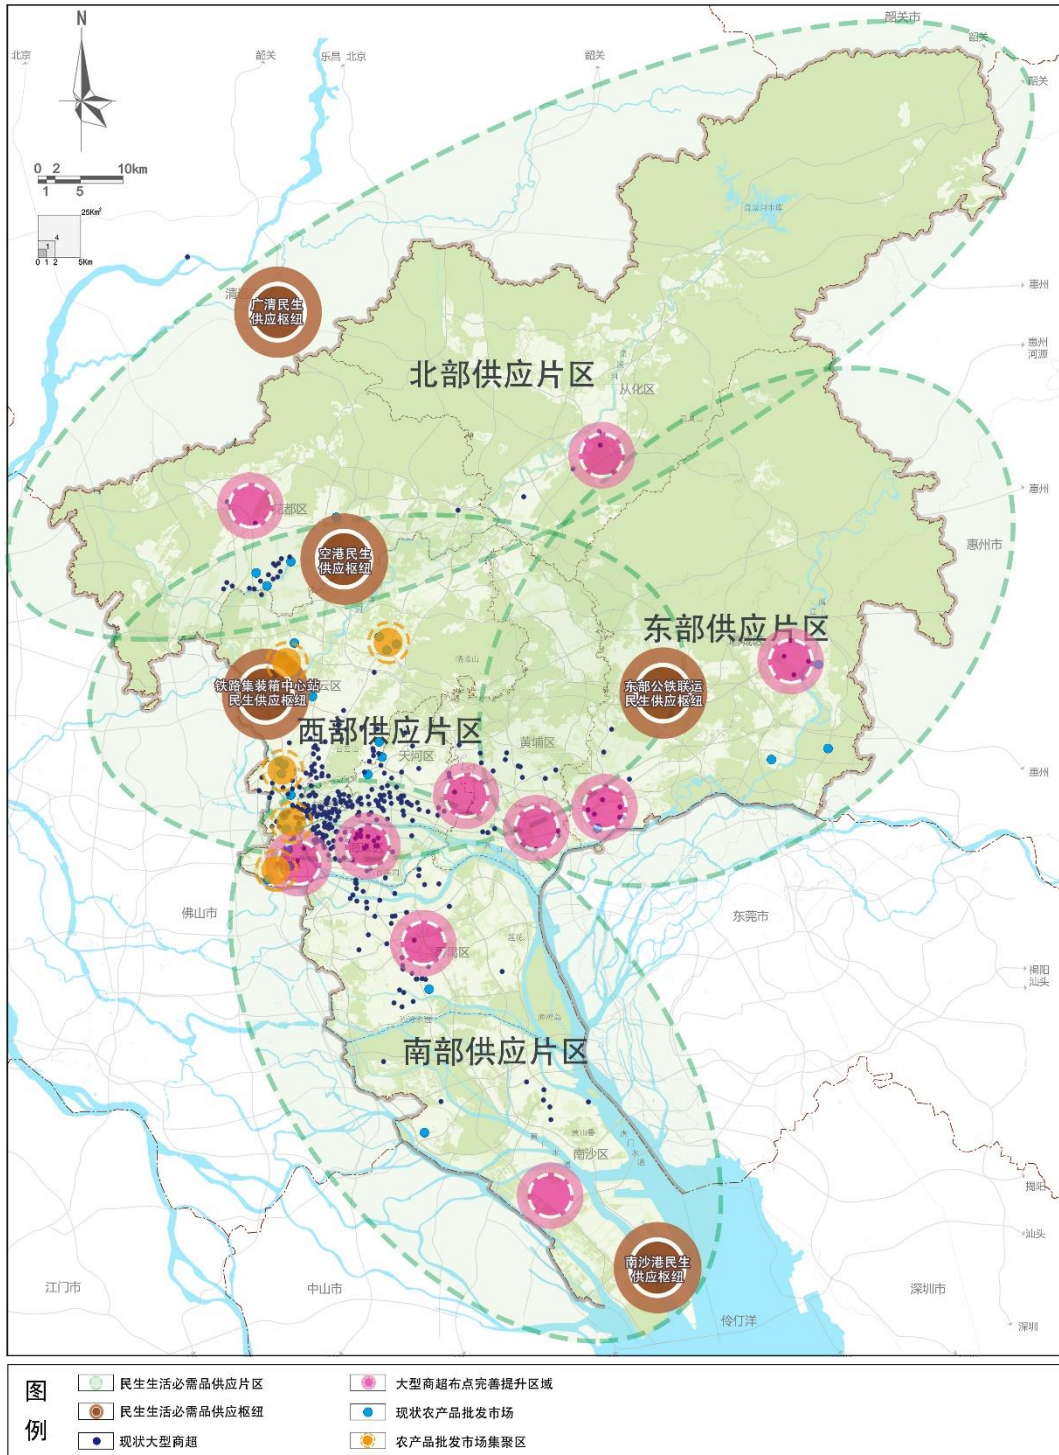 N
北京
韶关
乐昌 北京
韶关
韶关市
韶关
韶关
0 2 10km
1 5
25Km²
4
1
0 1 2 5Km
广清民生
供应枢纽
惠州
惠州
河源
北部供应片区
从化区
惠州
惠州市
空港民生
供应枢纽
东部供应片区
铁路集装箱中心站
民生供应枢纽
东部公铁联运
民生供应枢纽
西部供应片区
天河区
黄埔区
惠州
佛山市
东莞市
揭阳
汕头
南部供应片区
南沙区
揭阳
汕头
南沙港民生
供应枢纽
江门市
中山市
深圳市
伶仃洋
深圳
图例
民生生活必需品供应片区
大型商超布点完善提升区域
民生生活必需品供应枢纽
现状农产品批发市场
现状大型商超
农产品批发市场集聚区